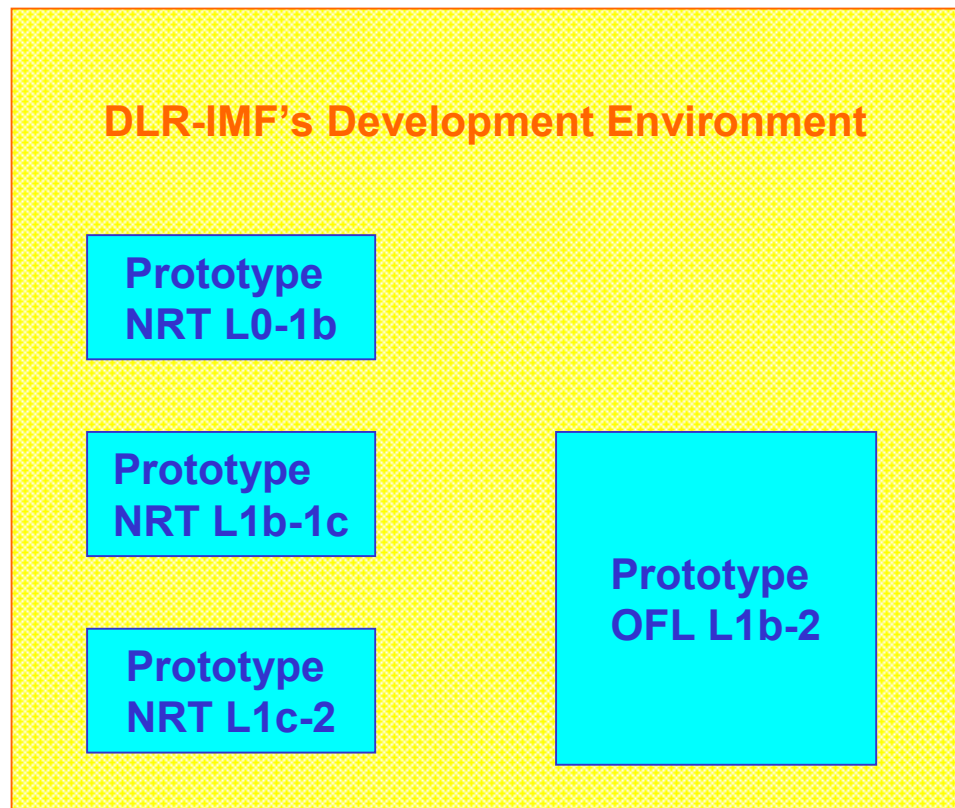 DLR-IMF’s Development Environment
Prototype
NRT L0-1b
Prototype
NRT L1b-1c
Prototype
NRT L1c-2
Prototype
OFL L1b-2